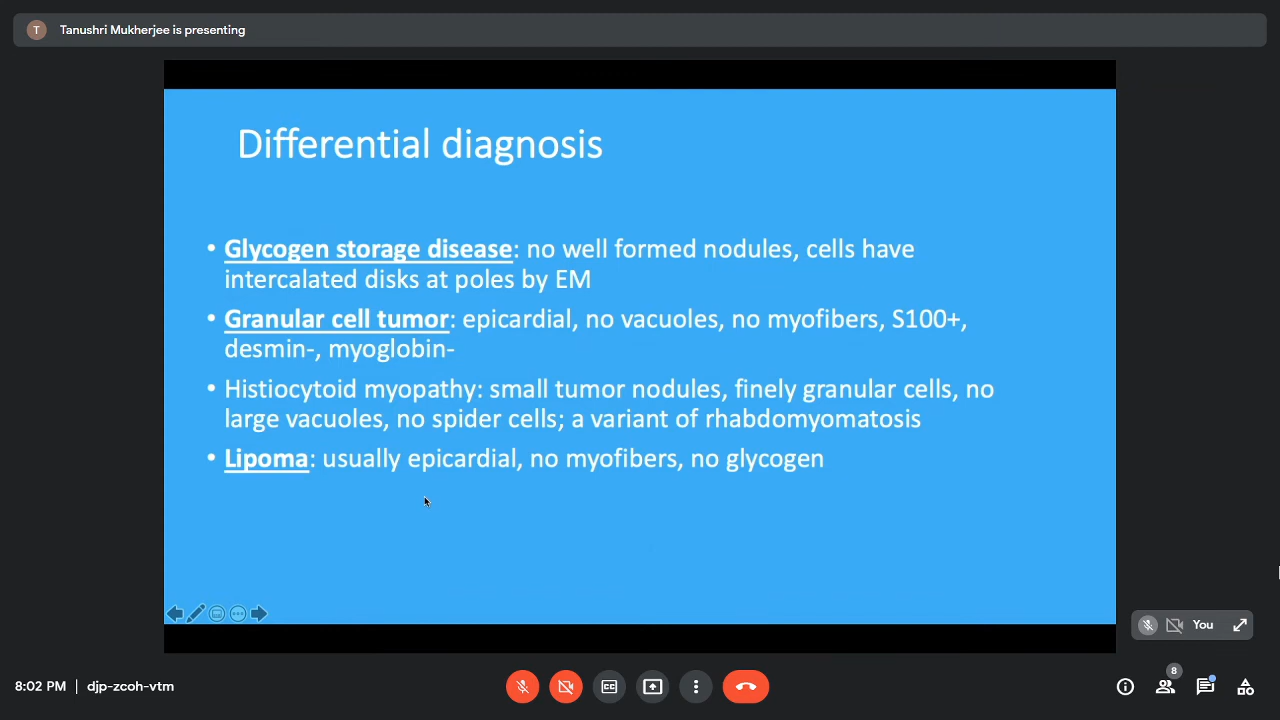 T
Tanushri Mukherjee is presenting
Differential diagnosis
• Glycogen storage disease: no well formed nodules, cells have
intercalated disks at poles by EM
• Granular cell tumor: epicardial, no vacuoles, no myofibers, S100+,
desmin-, myoglobin-
• Histiocytoid myopathy: small tumor nodules, finely granular cells, no
large vacuoles, no spider cells; a variant of rhabdomyomatosis
• Lipoma: usually epicardial, no myofibers, no glycogen
You
8:02 PM | djp-zcoh-vtm
CC
8